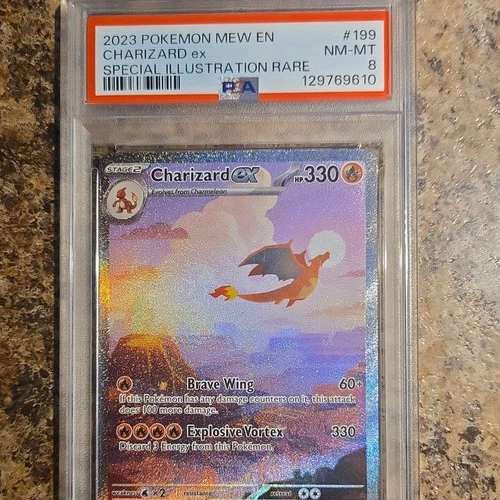 2023 POKEMON MEW EN #199
CHARIZARD ex NM-MT
SPECIAL ILLUSTRATION RARE 8
PSA 129769610
STAGE 2 Charizard ex HP 330
Evolves from Charmeleon
Brave Wing 60+
If this Pokémon has any damage counters on it, this attack
does 100 more damage.
Explosive Vortex 330
Discard 3 Energy from this Pokémon.
weakness ×2 resistance retreat